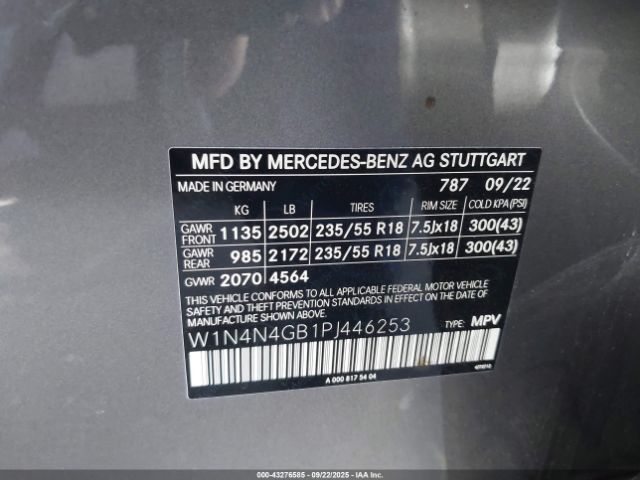 MFD BY MERCEDES-BENZ AG STUTTGART
MADE IN GERMANY 787 09/22
KG LB TIRES RIM SIZE COLD KPA(PSI)
GAWR FRONT 1135 2502 235/55 R18 7.5Jx18 300(43)
GAWR REAR 985 2172 235/55 R18 7.5Jx18 300(43)
GVWR 2070 4564
THIS VEHICLE CONFORMS TO ALL APPLICABLE FEDERAL MOTOR VEHICLE
SAFETY AND THEFT PREVENTION STANDARDS IN EFFECT ON THE DATE OF
MANUFACTURE SHOWN ABOVE.
W1N4N4GB1PJ446253 TYPE: MPV
A 000 817 54 04
000-43276585 - 09/22/2025 - IAAI.COM